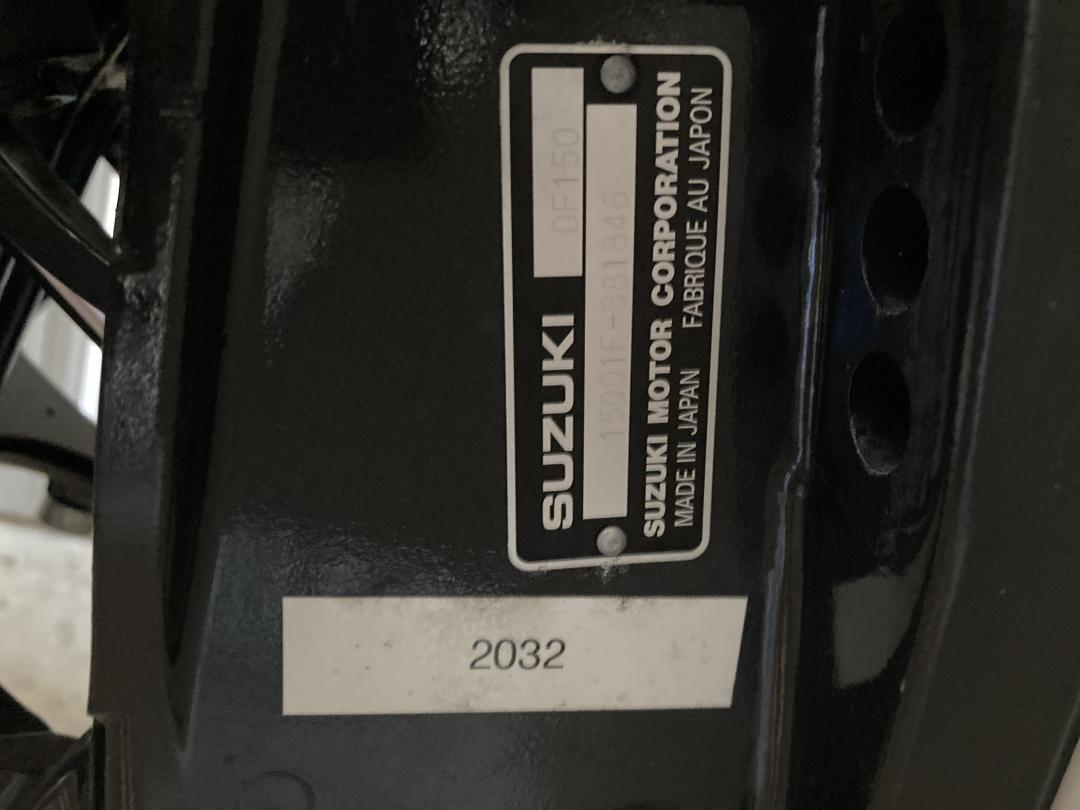 SUZUKI DF150
15001F-881846
SUZUKI MOTOR CORPORATION
MADE IN JAPAN FABRIQUE AU JAPON
2032